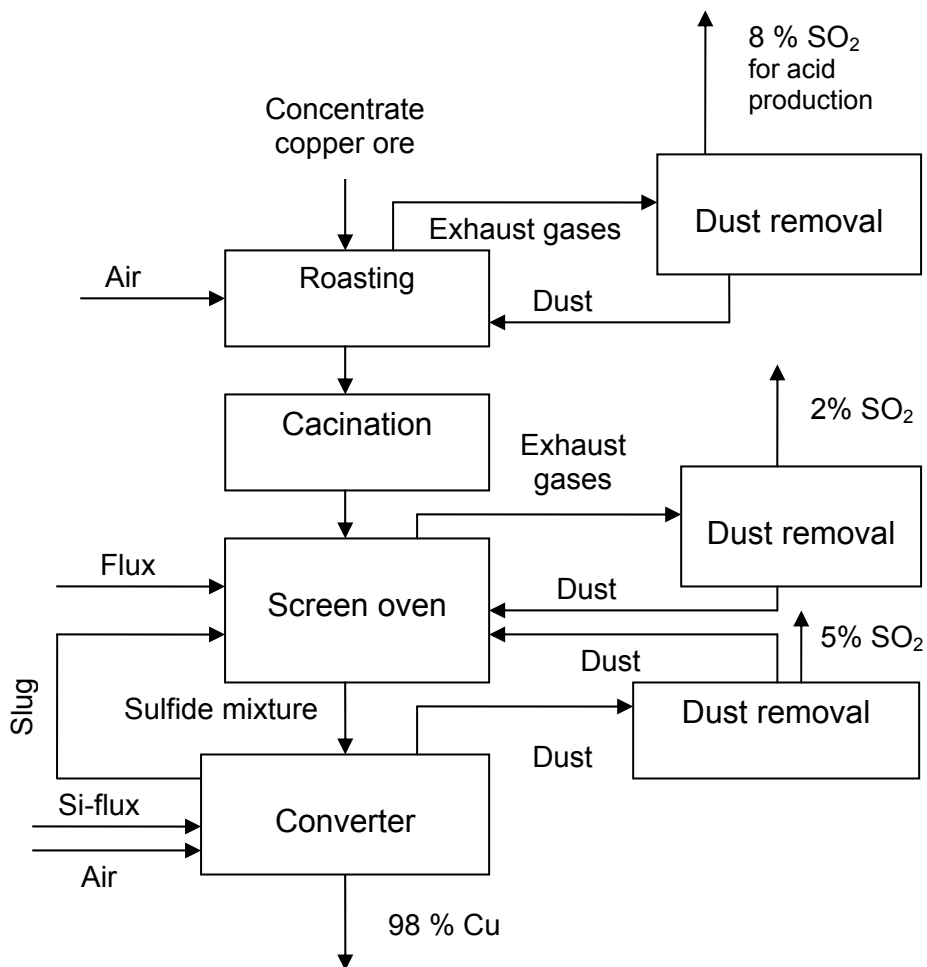 8 % SO₂
for acid
production
Concentrate
copper ore
Dust removal
Exhaust gases
Roasting
Air
Dust
Cacination
2% SO₂
Exhaust
gases
Dust removal
Flux
Dust
Screen oven
5% SO₂
Dust
Slug
Sulfide mixture
Dust removal
Dust
Si-flux
Converter
Air
98 % Cu